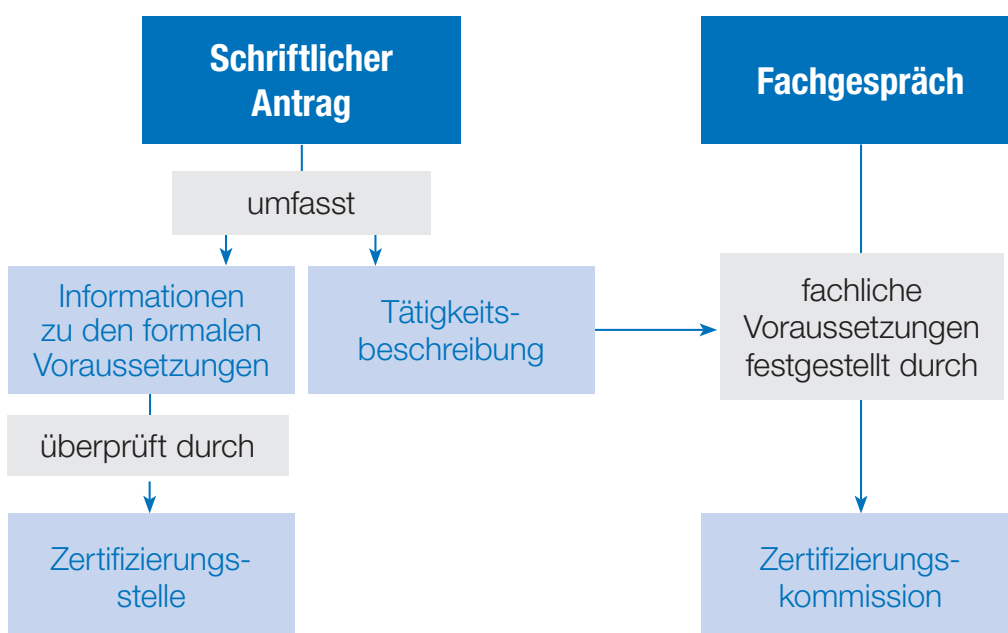 Schriftlicher
Antrag
Fachgespräch
umfasst
Informationen
zu den formalen
Voraussetzungen
Tätigkeits-
beschreibung
fachliche
Voraussetzungen
festgestellt durch
überprüft durch
Zertifizierungs-
stelle
Zertifizierungs-
kommission